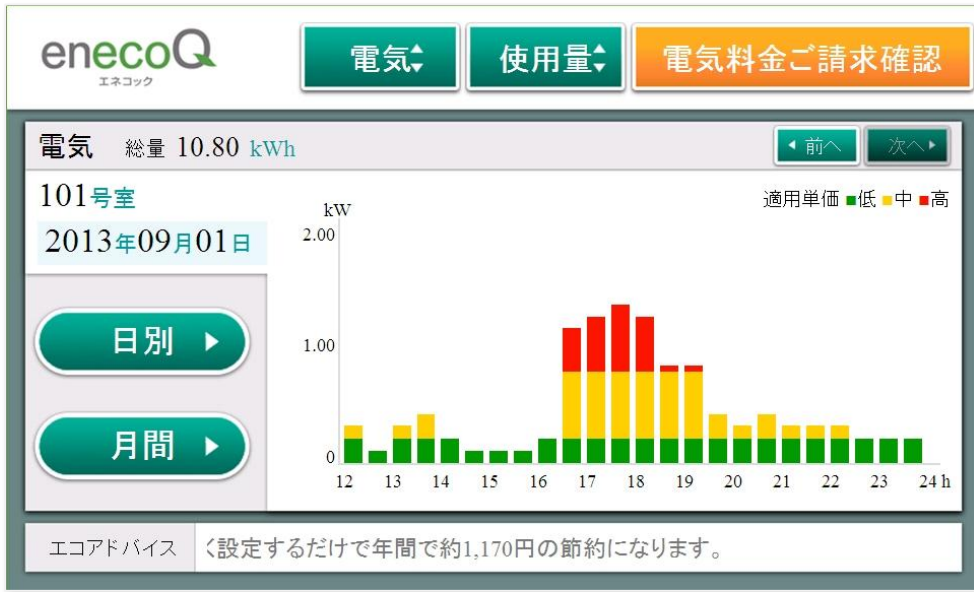 enecoQ
エネコック
電気 使用量 電気料金ご請求確認
電気 総量 10.80 kWh 前へ 次へ
101号室
2013年09月01日
適用単価 低 中 高
kW
2.00
1.00
0
12 13 14 15 16 17 18 19 20 21 22 23 24 h
日別
月間
エコアドバイス く設定するだけで年間で約1,170円の節約になります。